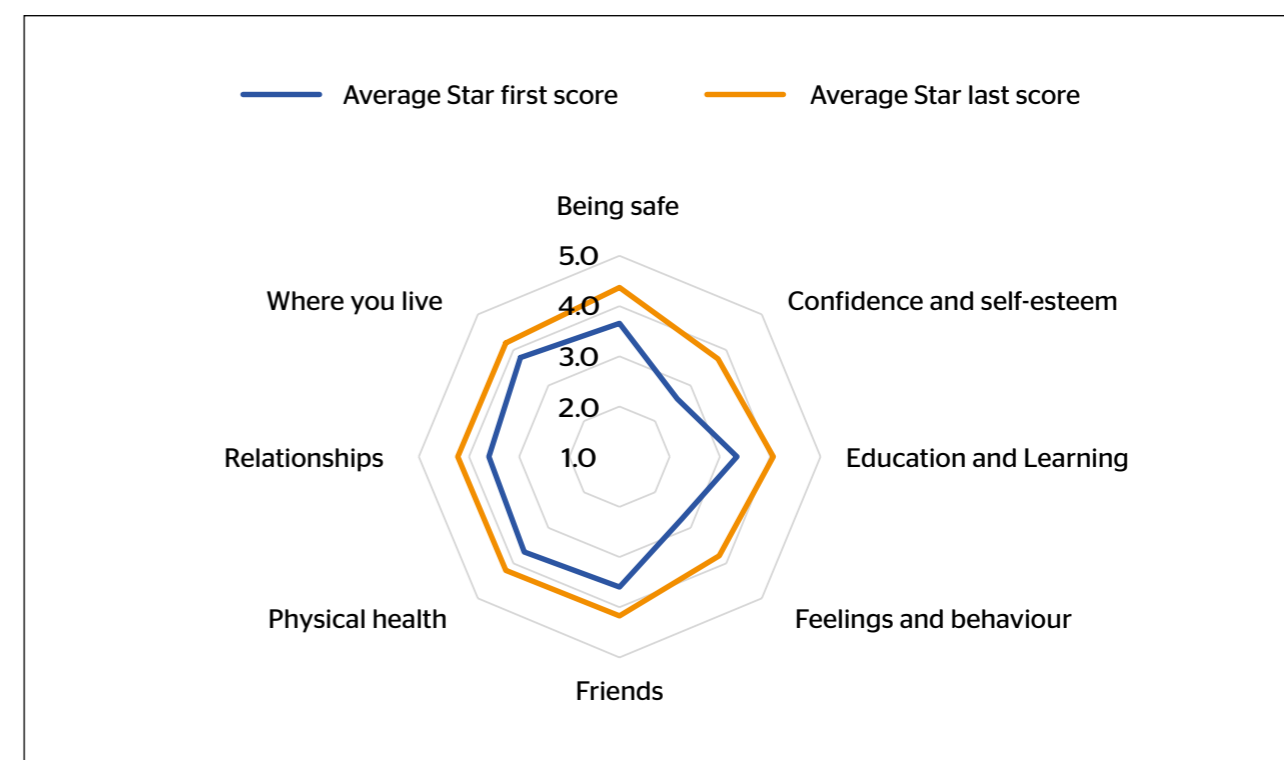 Average Star first score
Average Star last score
Being safe
5.0
Where you live
Confidence and self-esteem
4.0
3.0
2.0
Relationships
1.0
Education and Learning
Physical health
Feelings and behaviour
Friends